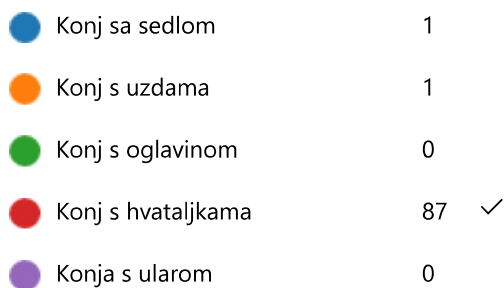 Konj sa sedlom 1
Konj s uzdama 1
Konj s oglavinom 0
Konj s hvataljkama 87
Konja s ularom 0